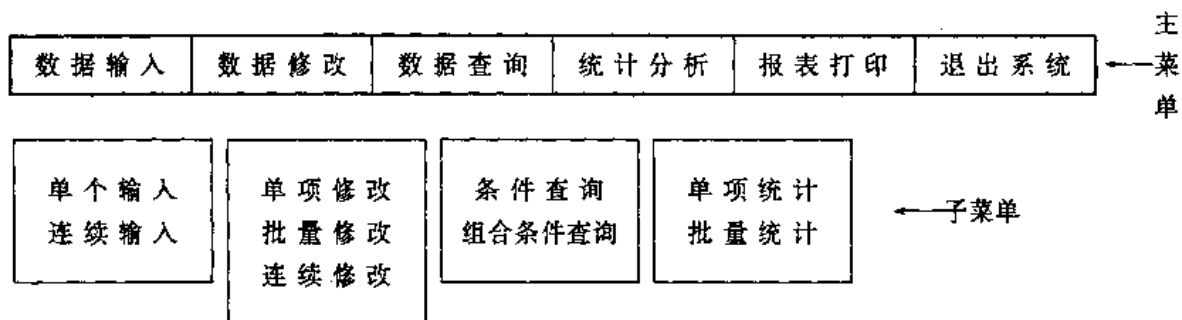 数据输入 数据修改 数据查询 统计分析 报表打印 退出系统
主菜单
单个输入
连续输入
单项修改
批量修改
连续修改
条件查询
组合条件查询
单项统计
批量统计
子菜单